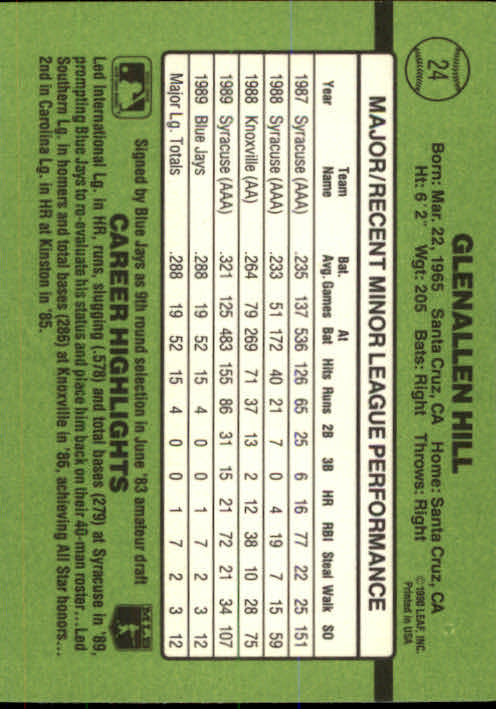 24
GLENALLEN HILL
Born: Mar. 22, 1965 Santa Cruz, CA Home: Santa Cruz, CA
Ht: 6' 2" Wgt: 205 Bats: Right Throws: Right
© 1990 LEAF, INC.
Printed in USA
MAJOR/RECENT MINOR LEAGUE PERFORMANCE
Team Bat. At
Year Name Avg. Games Bat Hits Runs 2B 3B HR RBI Steal Walk SO
1987 Syracuse (AAA) .235 137 536 126 65 25 6 16 77 22 25 151
1988 Syracuse (AAA) .233 51 172 40 21 7 0 4 19 7 15 59
1988 Knoxville (AA) .264 79 269 71 37 13 2 12 38 10 28 75
1989 Syracuse (AAA) .321 125 483 155 86 31 15 21 72 21 34 107
1989 Blue Jays .288 19 52 15 4 0 0 1 7 2 3 12
Major Lg. Totals .288 19 52 15 4 0 0 1 7 2 3 12
Signed by Blue Jays as 9th round selection in June '83 amateur draft
CAREER HIGHLIGHTS
MLB
Led International Lg. in HR, runs, slugging (.578) and total bases (279) at Syracuse in '89,
prompting Blue Jays to re-evaluate his status and place him back on their 40-man roster...Led
Southern Lg. in homers and total bases (286) at Knoxville in '86, achieving All Star honors...
2nd in Carolina Lg. in HR at Kinston in '85.